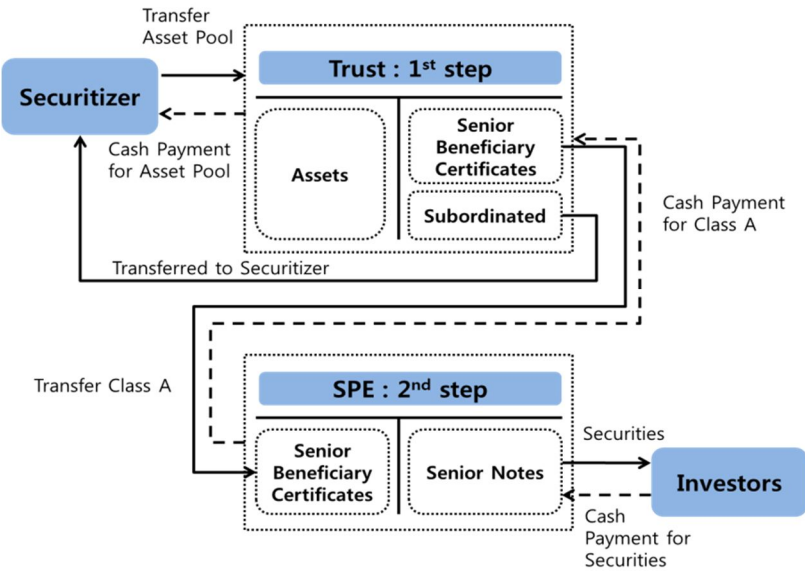 Transfer
Asset Pool
Securitizer
Trust : 1st step
Cash Payment
for Asset Pool
Assets
Senior
Beneficiary
Certificates
Subordinated
Cash Payment
for Class A
Transferred to Securitizer
Transfer Class A
SPE : 2nd step
Senior
Beneficiary
Certificates
Senior Notes
Securities
Investors
Cash
Payment for
Securities